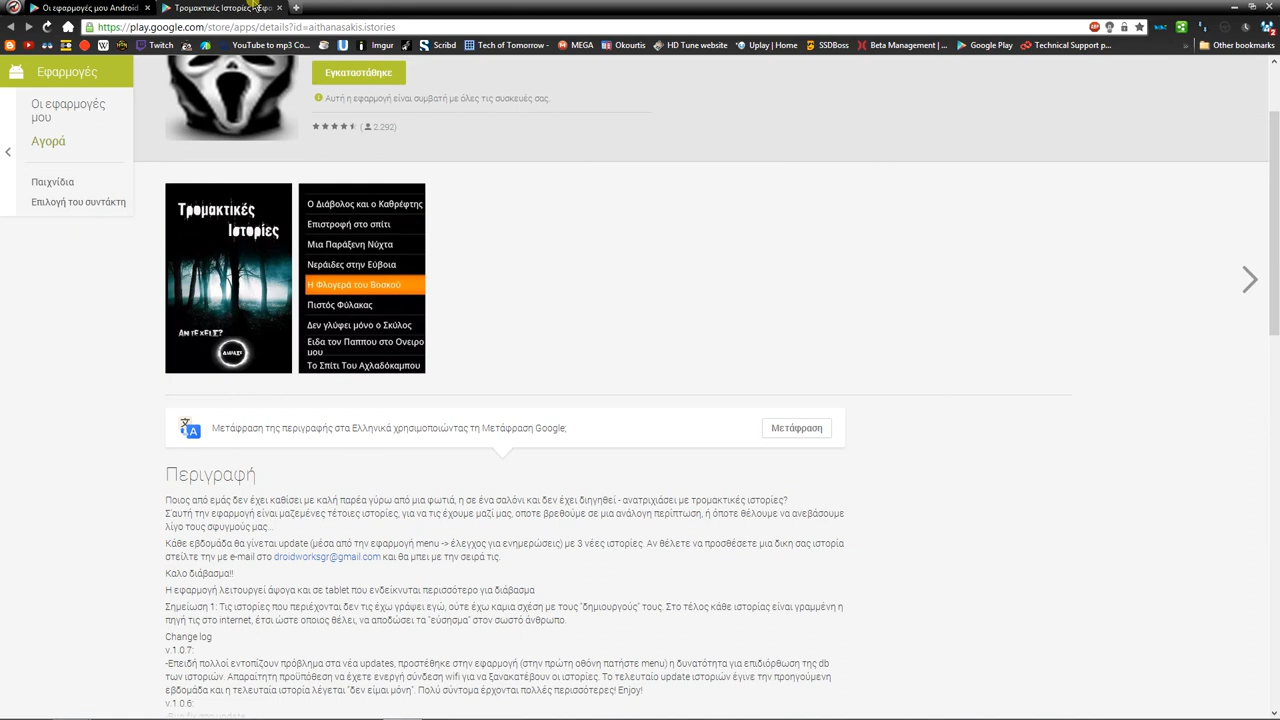 Οι εφαρμογές μου Android
Τρομακτικές Ιστορίες
https://play.google.com/store/apps/details?id=aithanasakis.istories
Twitch
YouTube to mp3 Co...
Imgur
Scribd
Tech of Tomorrow -
MEGA
Okourtis
HD Tune website
Uplay | Home
SSDBoss
Beta Management | ...
Google Play
Technical Support p...
Other bookmarks
Εφαρμογές
Οι εφαρμογές
μου
Αγορά
Παιχνίδια
Επιλογή του συντάκτη
Εγκαταστάθηκε
Αυτή η εφαρμογή είναι συμβατή με όλες τις συσκευές σας.
(2.292)
Τρομακτικές
Ιστορίες
ΑΝΤΕΧΕΙΣ?
ΔΙΑΒΑΣΕ
Ο Διάβολος και ο Καθρέφτης
Επιστροφή στο σπίτι
Μια Παράξενη Νύχτα
Νεράιδες στην Εύβοια
Η Φλογερά του Βοσκού
Πιστός Φύλακας
Δεν γλύφει μόνο ο Σκύλος
Ειδα τον Παππου στο Ονειρο
μου
Το Σπίτι Του Αχλαδόκαμπου
Μετάφραση της περιγραφής στα Ελληνικά χρησιμοποιώντας τη Μετάφραση Google;
Μετάφραση
Περιγραφή
Ποιος από εμάς δεν έχει καθίσει με καλή παρέα γύρω από μια φωτιά, η σε ένα σαλόνι και δεν έχει διηγηθεί - ανατριχιάσει με τρομακτικές ιστορίες?
Σ'αυτή την εφαρμογή είναι μαζεμένες τέτοιες ιστορίες, για να τις έχουμε μαζί μας, οποτε βρεθούμε σε μια ανάλογη περίπτωση, ή όποτε θέλουμε να ανεβάσουμε
λίγο τους σφυγμούς μας...
Κάθε εβδομάδα θα γίνεται update (μέσα από την εφαρμογή menu -> έλεγχος για ενημερώσεις) με 3 νέες ιστορίες. Αν θέλετε να προσθέσετε μια δικη σας ιστορία
στείλτε την με e-mail στο droidworksgr@gmail.com και θα μπει με την σειρά τις.
Καλο διάβασμα!!
Η εφαρμογή λειτουργεί άψογα και σε tablet που ενδείκνυται περισσότερο για διάβασμα
Σημείωση 1: Τις ιστορίες που περιέχονται δεν τις έχω γράψει εγώ, ούτε έχω καμια σχέση με τους "δημιουργούς" τους. Στο τέλος κάθε ιστορίας είναι γραμμένη η
πηγή τις στο internet, έτσι ώστε οποιος θέλει, να αποδώσει τα "εύσημα" στον σωστό άνθρωπο.
Change log
v.1.0.7:
-Επειδή πολλοί εντοπίζουν πρόβλημα στα νέα updates, προστέθηκε στην εφαρμογή (στην πρώτη οθόνη πατήστε menu) η δυνατότητα για επιδιόρθωση της db
των ιστοριών. Απαραίτητη προϋπόθεση να έχετε ενεργή σύνδεση wifi για να ξανακατέβουν οι ιστορίες. Το τελευταίο update ιστοριών έγινε την προηγούμενη
εβδομάδα και η τελευταία ιστορία λέγεται "δεν είμαι μόνη". Πολύ σύντομα έρχονται πολλές περισσότερες! Enjoy!
v.1.0.6: